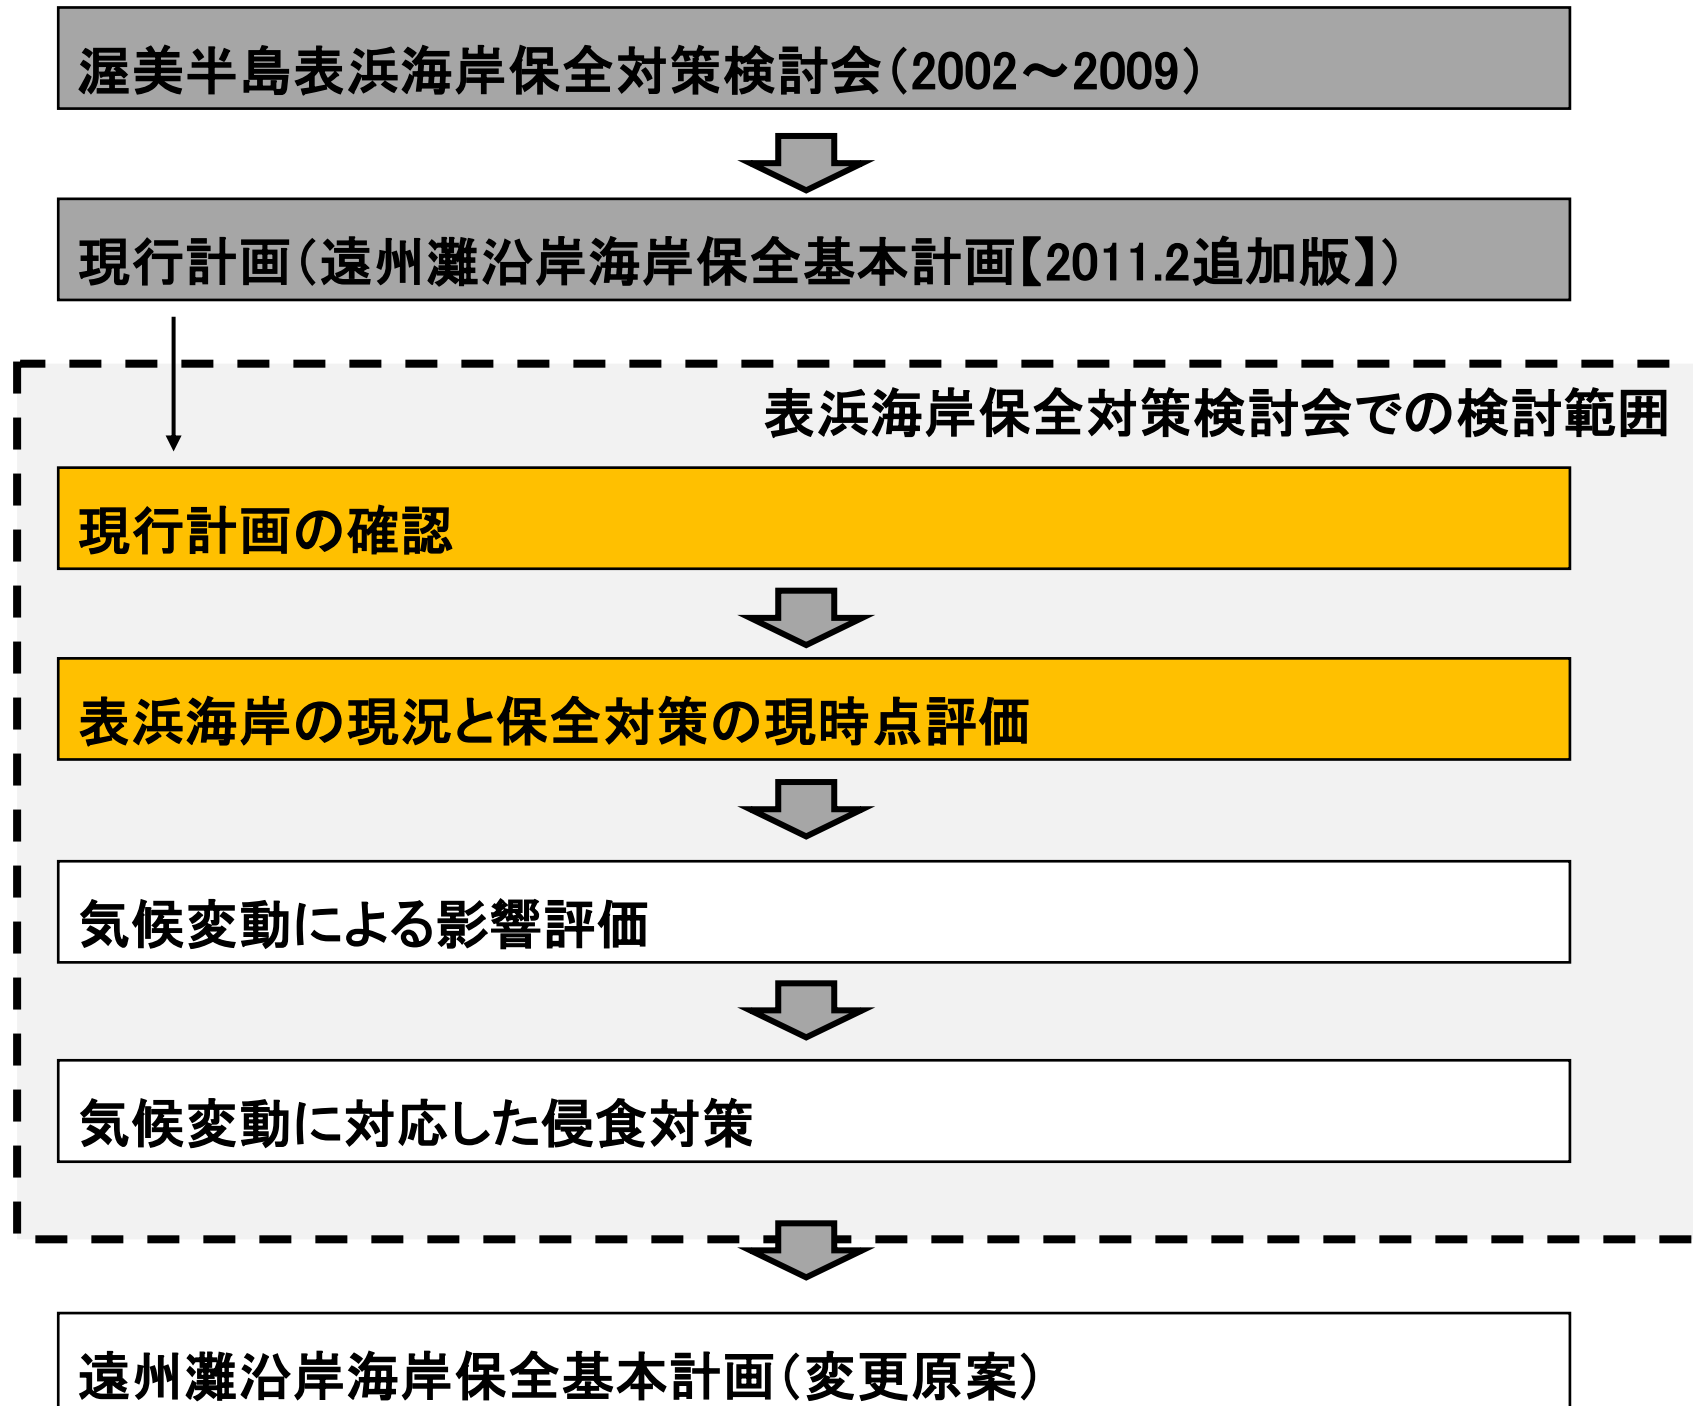 渥美半島表浜海岸保全対策検討会（2002～2009）
現行計画（遠州灘沿岸海岸保全基本計画【2011.2追加版】）
表浜海岸保全対策検討会での検討範囲
現行計画の確認
表浜海岸の現況と保全対策の現時点評価
気候変動による影響評価
気候変動に対応した侵食対策
遠州灘沿岸海岸保全基本計画（変更原案）